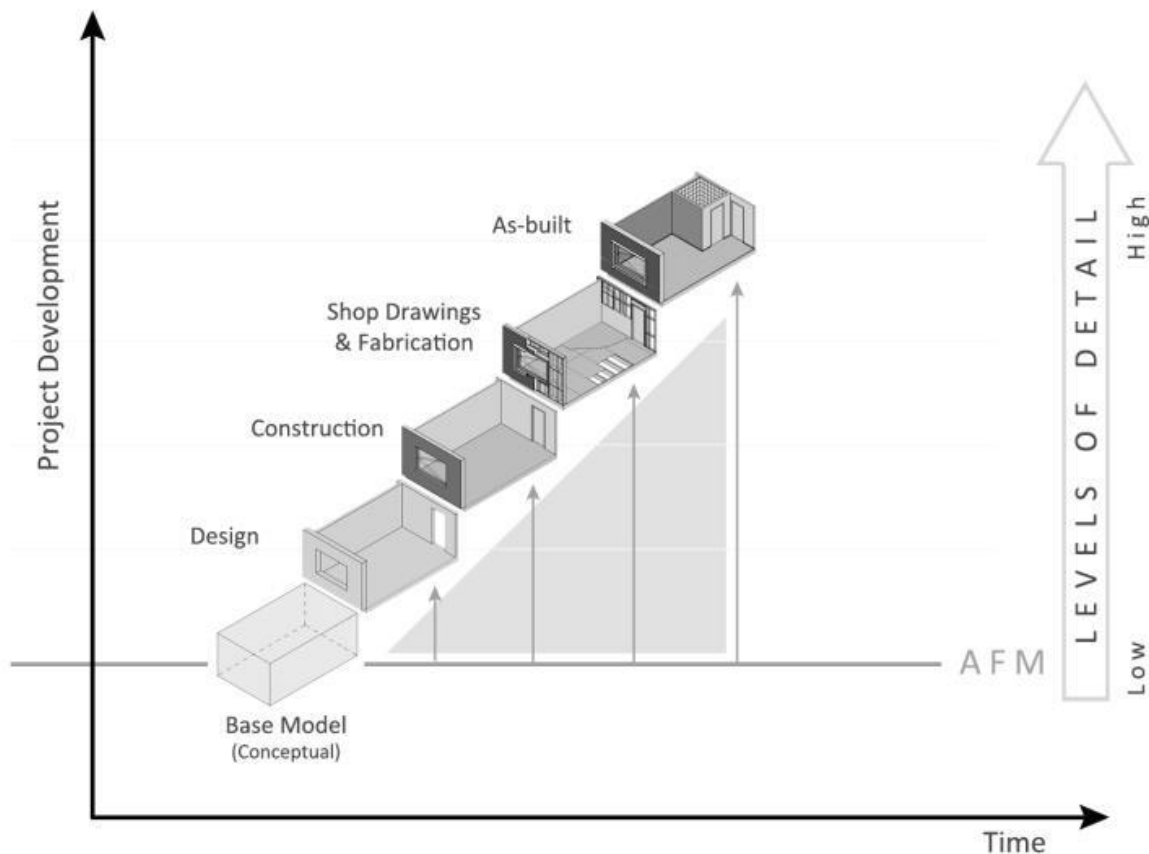 Project Development
As-built
Shop Drawings
& Fabrication
Construction
Design
Base Model
(Conceptual)
AFM
LEVELS OF DETAIL
High
Low
Time